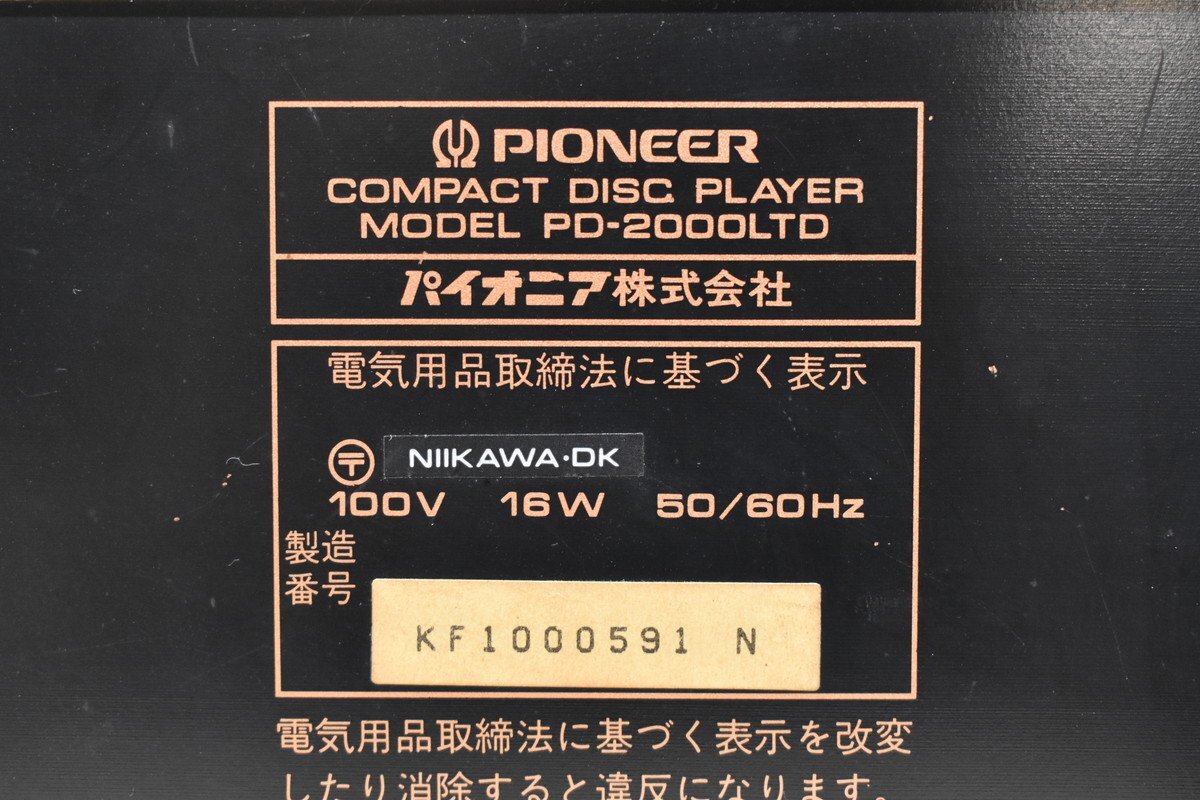 PIONEER
COMPACT DISC PLAYER
MODEL PD-2000LTD
パイオニア株式会社
電気用品取締法に基づく表示
〒 NIIKAWA·DK
100V 16W 50/60Hz
製造
番号
KF1000591 N
電気用品取締法に基づく表示を改変
したり消除すると違反になります。